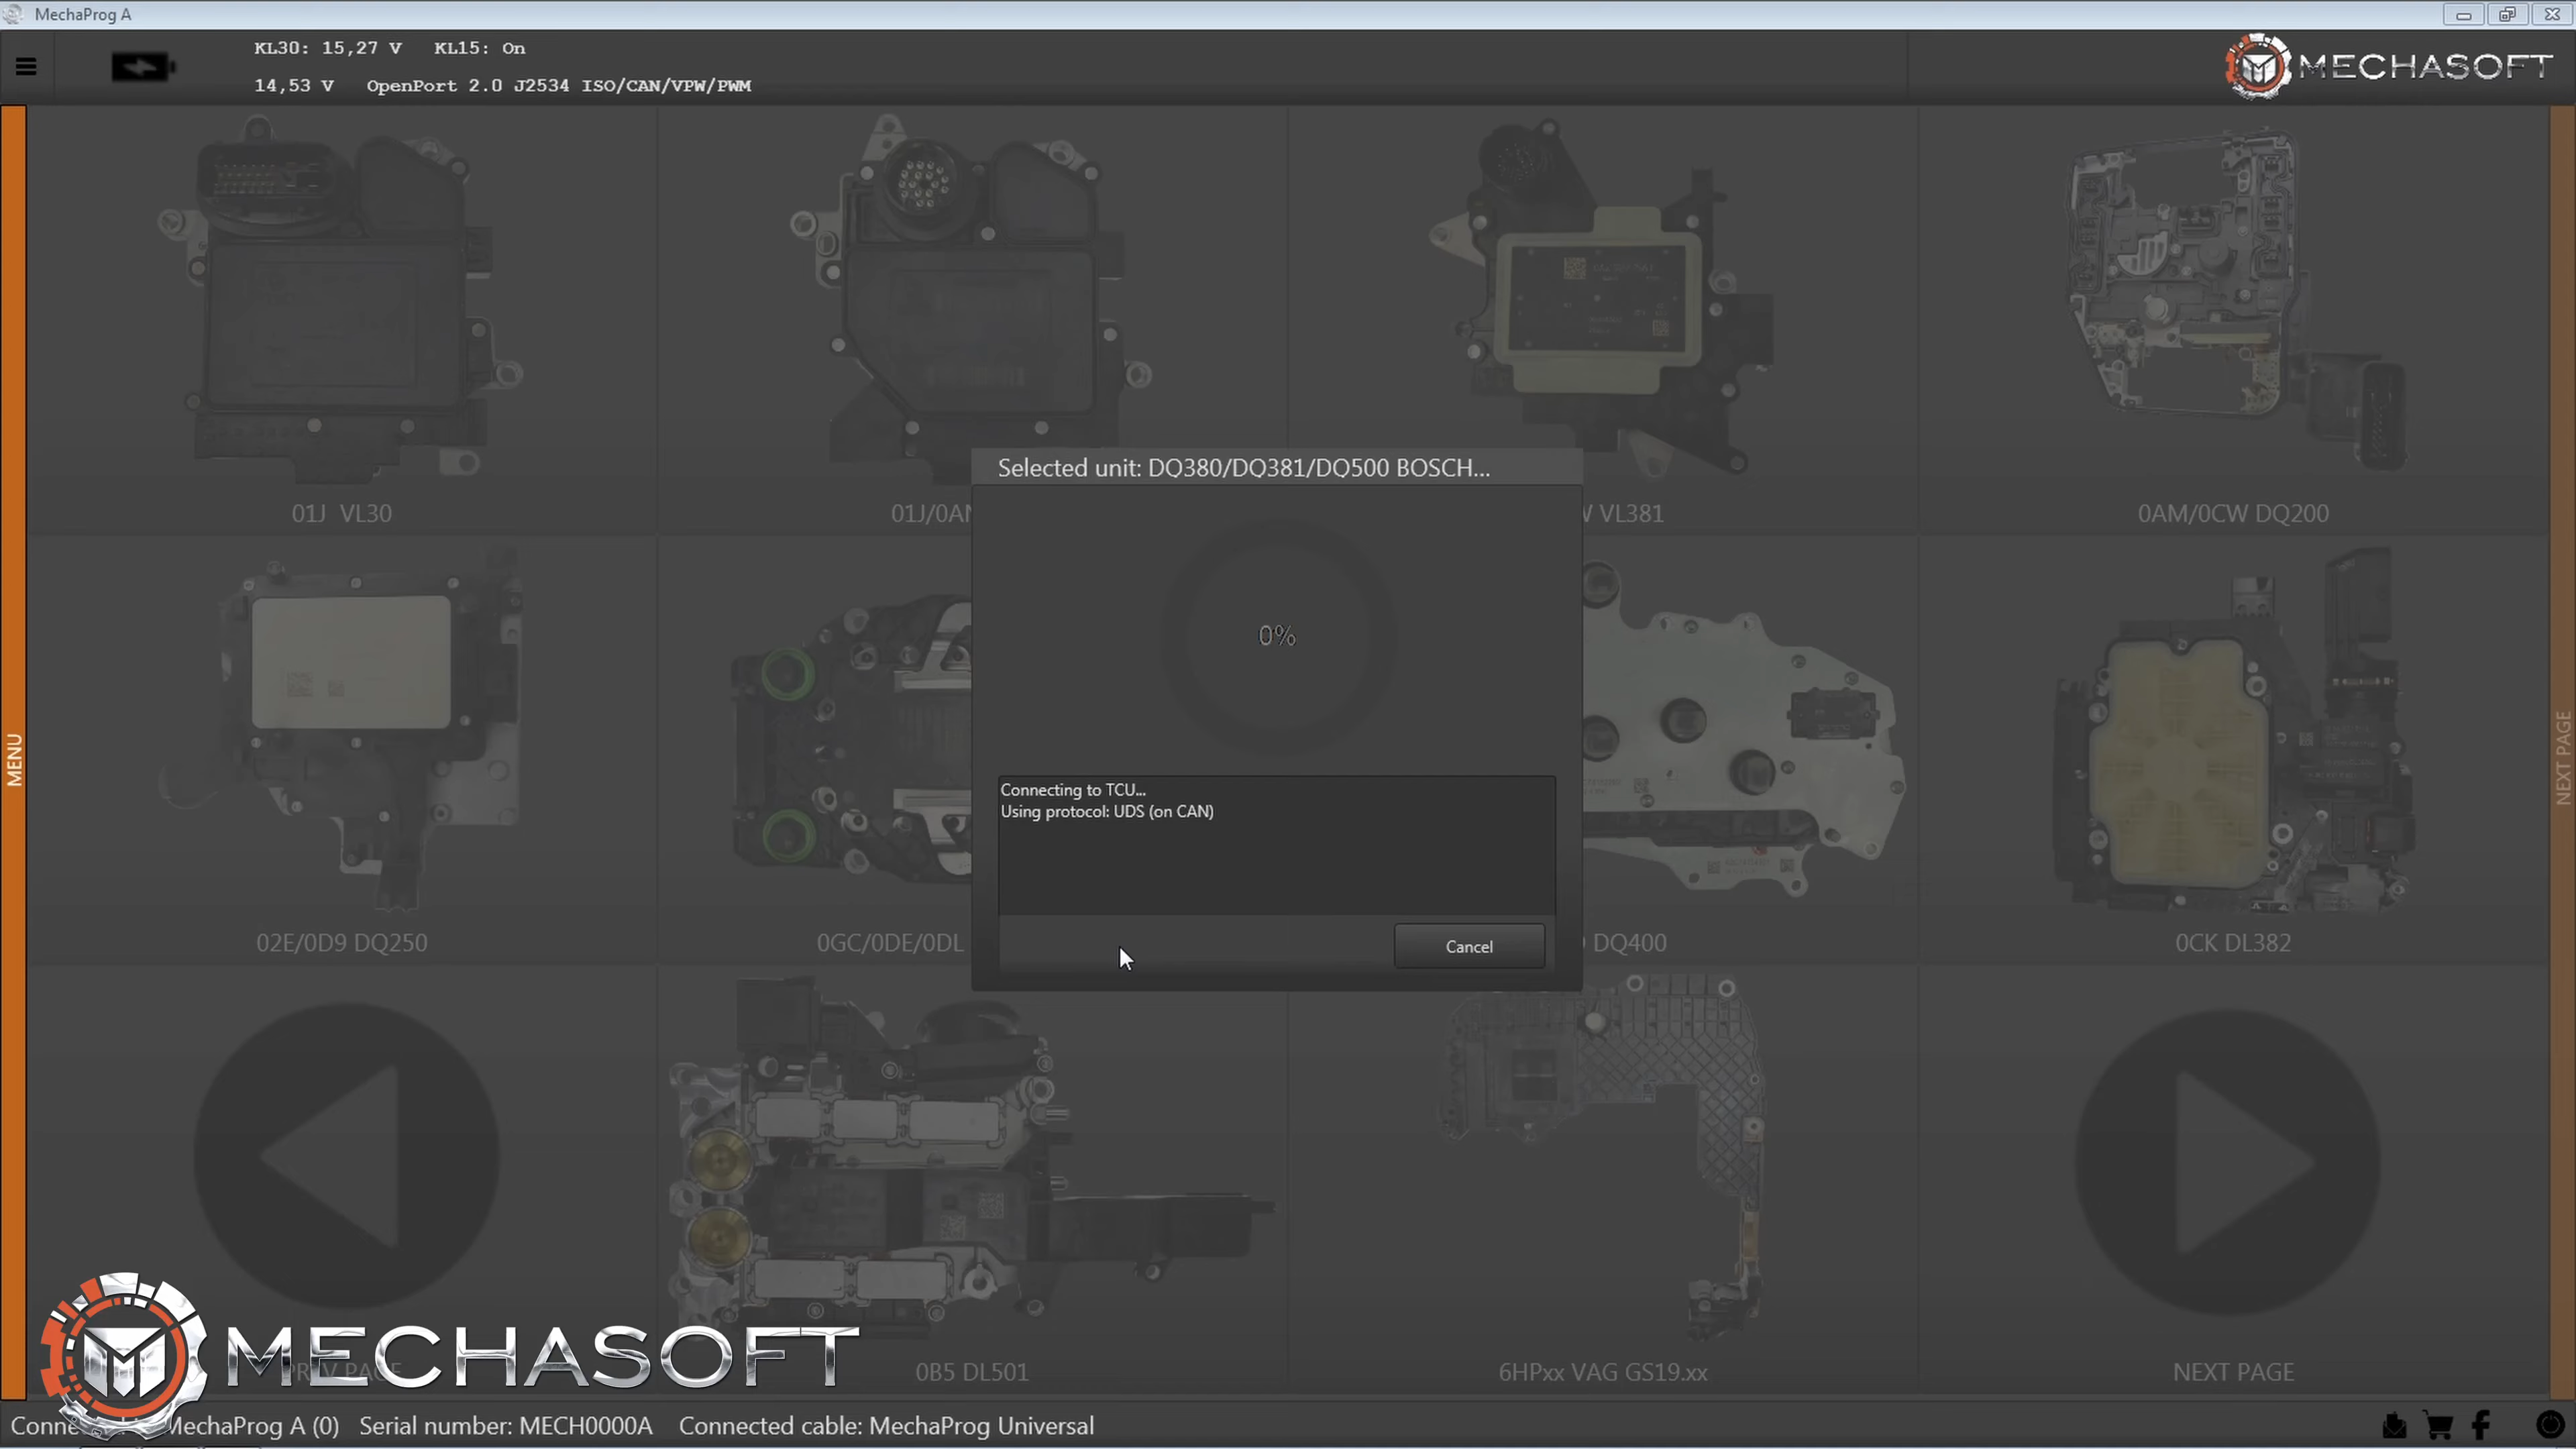 MechaProg A
KL30: 15,27 V KL15: On
14,53 V OpenPort 2.0 J2534 ISO/CAN/VPW/PWM
MECHASOFT
01J VL30
01J/0AN
VL381
0AM/0CW DQ200
Selected unit: DQ380/DQ381/DQ500 BOSCH...
0%
Connecting to TCU...
Using protocol: UDS (on CAN)
Cancel
MENU
NEXT PAGE
02E/0D9 DQ250
0GC/0DE/0DL
DQ400
0CK DL382
MECHASOFT
PREV PAGE
0B5 DL501
6HPxx VAG GS19.xx
NEXT PAGE
MechaProg A (0) Serial number: MECH0000A Connected cable: MechaProg Universal